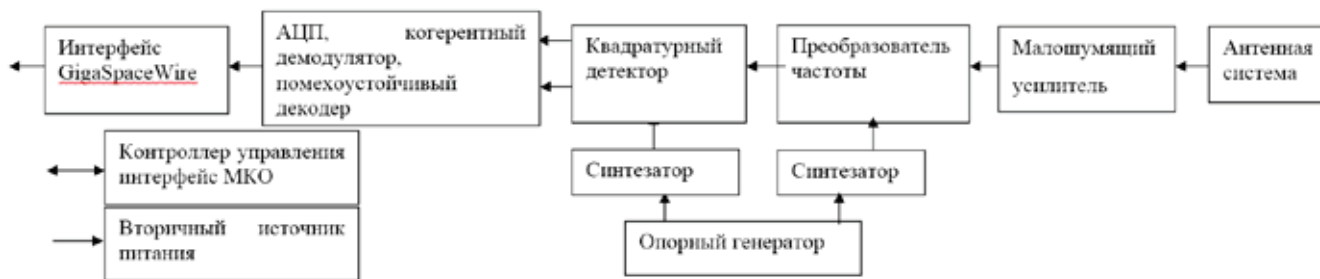 Интерфейс
GigaSpaceWire
АЦП, когерентный
демодулятор,
помехоустойчивый
декодер
Квадратурный
детектор
Преобразователь
частоты
Малошумящий
усилитель
Антенная
система
Контроллер управления
интерфейс МКО
Синтезатор
Синтезатор
Вторичный источник
питания
Опорный генератор